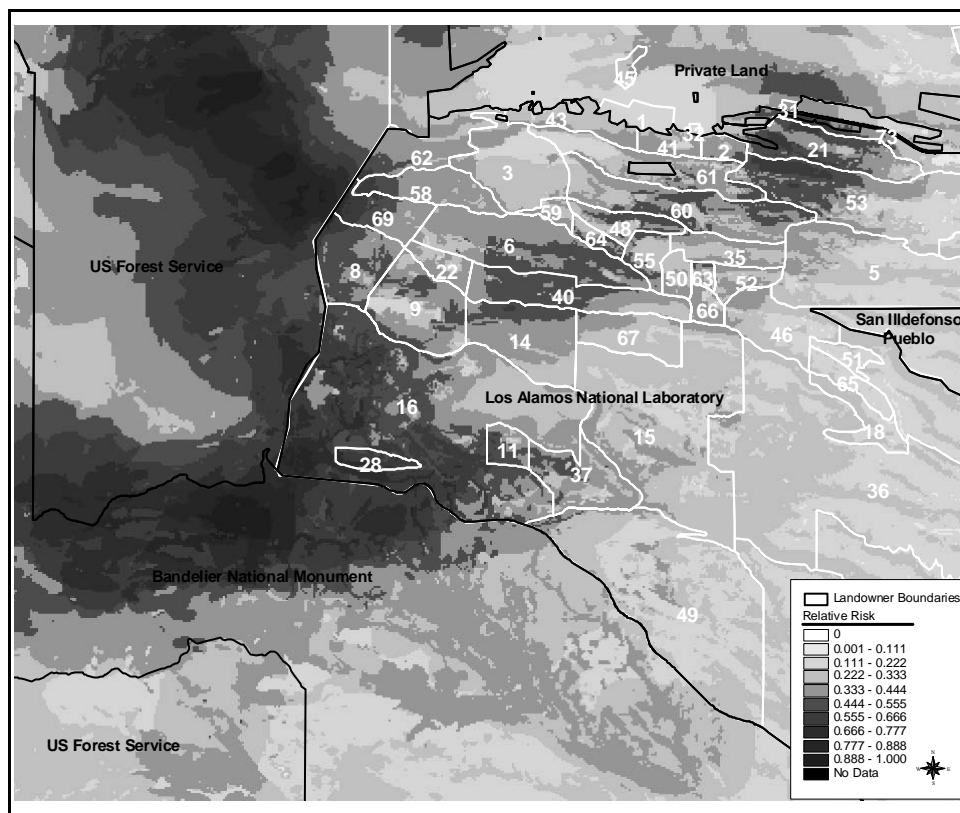 Private Land
45
31
43
1
32
73
41
2
21
62
3
61
58
53
59
60
69
48
6
64
US Forest Service
55
35
8
22
50
63
52
5
40
9
66
San Illdefonso
Pueblo
14
67
46
51
65
Los Alamos National Laboratory
16
15
18
11
28
37
36
Bandelier National Monument
49
US Forest Service
Landowner Boundaries
Relative Risk
0
0.001 - 0.111
0.111 - 0.222
0.222 - 0.333
0.333 - 0.444
0.444 - 0.555
0.555 - 0.666
0.666 - 0.777
0.777 - 0.888
0.888 - 1.000
No Data
N
W E
S